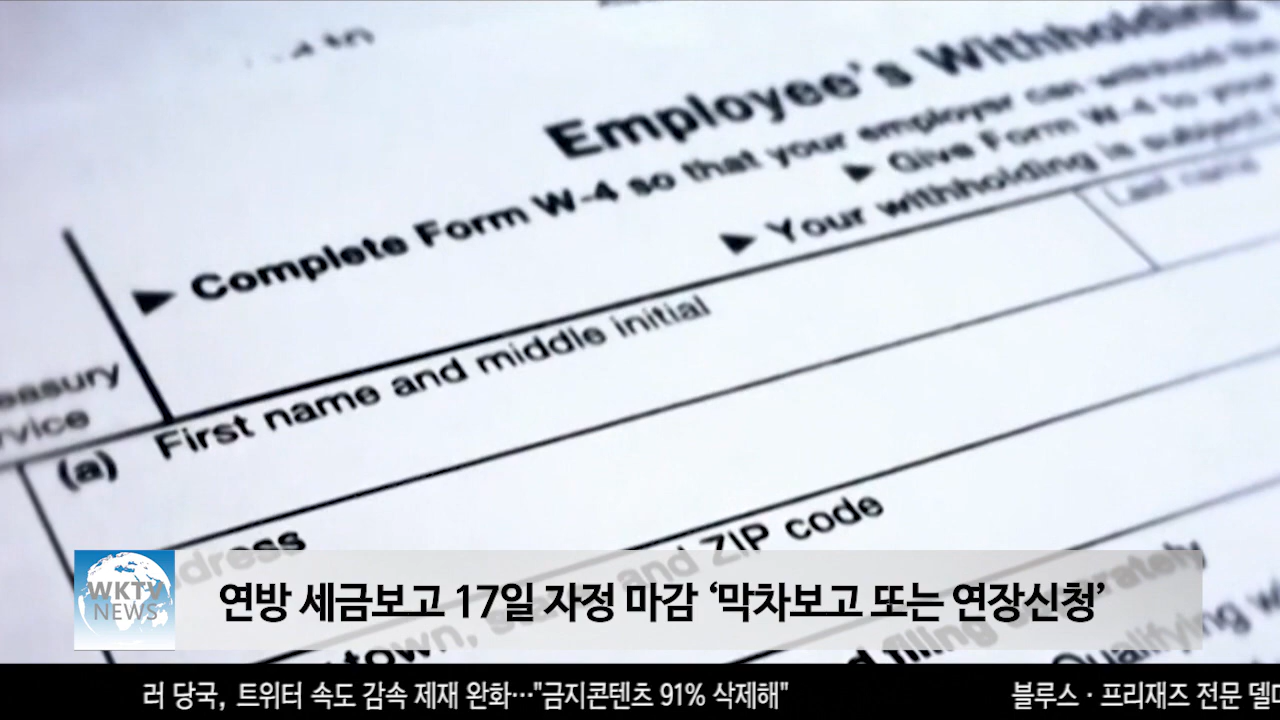 Employee's Withholding
Complete Form W-4 so that your employer can withhold the
Give Form W-4 to your
Your withholding is subject
Last name
First name and middle initial
(a)
ZIP code
WKTV
NEWS
연방 세금보고 17일 자정 마감 ‘막차보고 또는 연장신청’
러 당국, 트위터 속도 감속 제재 완화…"금지콘텐츠 91% 삭제해"
블루스·프리재즈 전문 델마